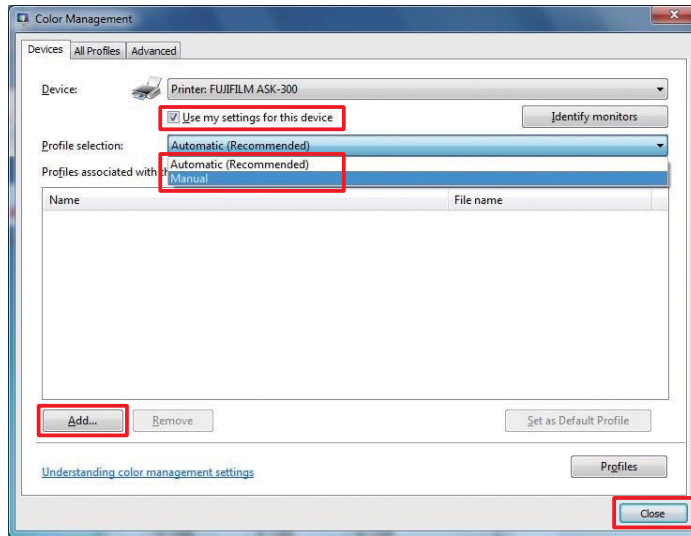 Color Management
Devices All Profiles Advanced
Device: Printer: FUJIFILM ASK-300
Use my settings for this device Identify monitors
Profile selection: Automatic (Recommended)
Automatic (Recommended)
Profiles associated with th
Manual
Name File name
Add... Remove Set as Default Profile
Understanding color management settings Profiles
Close